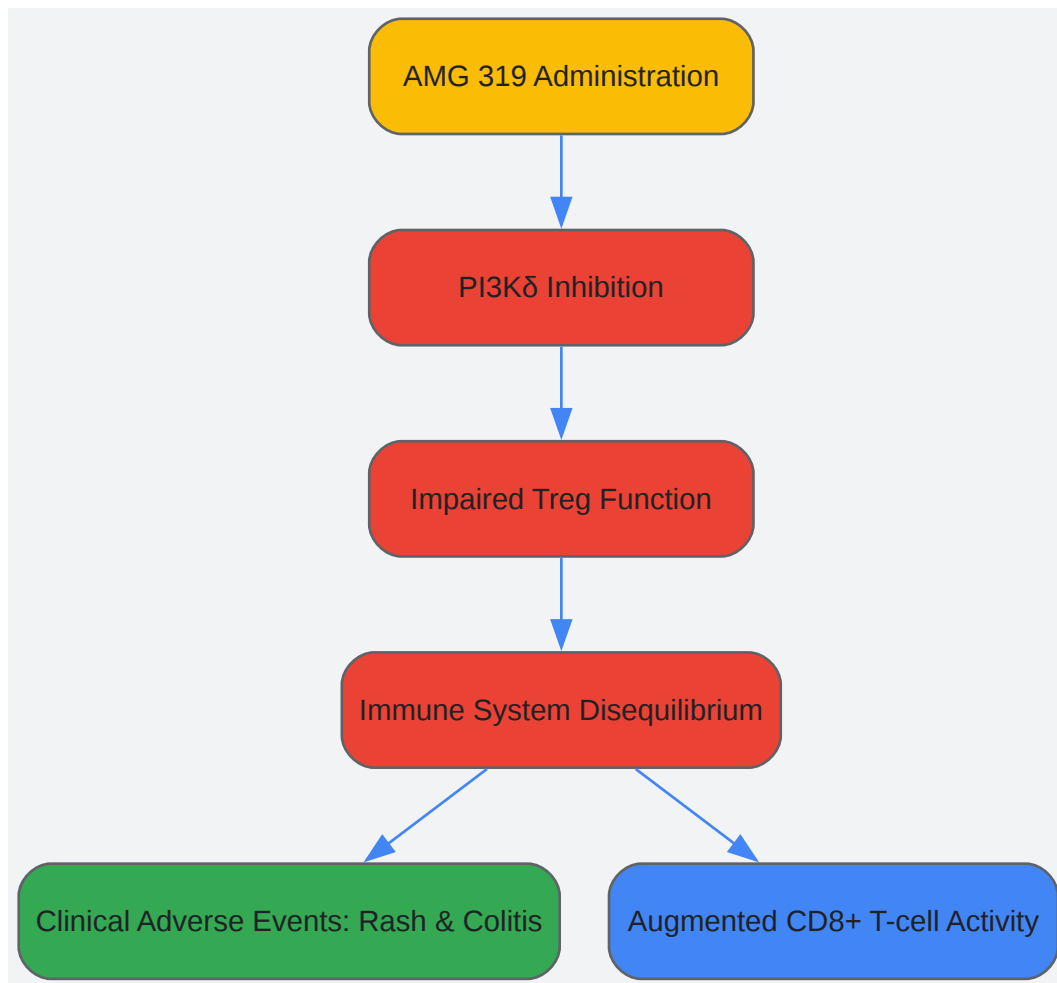 AMG 319 Administration
PI3Kδ Inhibition
Impaired Treg Function
Immune System Disequilibrium
Clinical Adverse Events: Rash & Colitis
Augmented CD8+ T-cell Activity